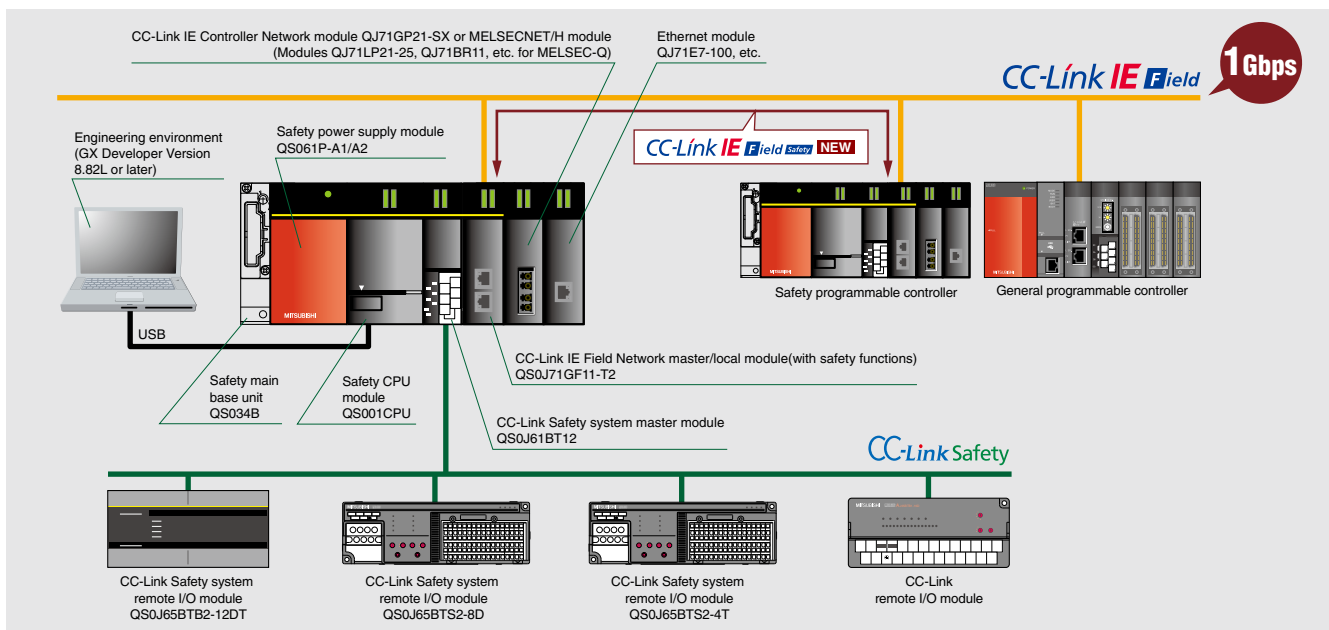 CC-Link IE Controller Network module QJ71GP21-SX or MELSECNET/H module
(Modules QJ71LP21-25, QJ71BR11, etc. for MELSEC-Q)
Ethernet module
QJ71E7-100, etc.
CC-Link IE Field
1Gbps
Engineering environment
(GX Developer Version
8.82L or later)
Safety power supply module
QS061P-A1/A2
CC-Link IE Field Safety NEW
MITSUBISHI
MITSUBISHI
MITSUBISHI
Safety programmable controller
General programmable controller
USB
CC-Link IE Field Network master/local module(with safety functions)
QS0J71GF11-T2
Safety main
base unit
QS034B
Safety CPU
module
QS001CPU
CC-Link Safety system master module
QS0J61BT12
CC-Link Safety
MITSUBISHI
MITSUBISHI
MITSUBISHI
CC-Link Safety system
remote I/O module
QS0J65BTB2-12DT
CC-Link Safety system
remote I/O module
QS0J65BTS2-8D
CC-Link Safety system
remote I/O module
QS0J65BTS2-4T
CC-Link
remote I/O module